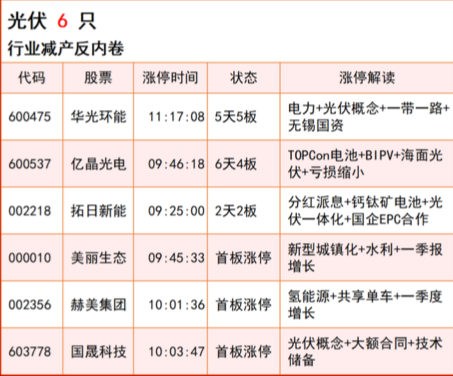 光伏 6 只
行业减产反内卷
代码 股票 涨停时间 状态 涨停解读
600475 华光环能 11:17:08 5天5板 电力+光伏概念+一带一路+
无锡国资
600537 亿晶光电 09:46:18 6天4板 TOPCon电池+BIPV+海面光
伏+亏损缩小
002218 拓日新能 09:25:00 2天2板 分红派息+钙钛矿电池+光
伏一体化+国企EPC合作
000010 美丽生态 09:45:33 首板涨停 新型城镇化+水利+一季报
增长
002356 赫美集团 10:01:36 首板涨停 氢能源+共享单车+一季度
增长
603778 国晟科技 10:03:47 首板涨停 光伏概念+大额合同+技术
储备